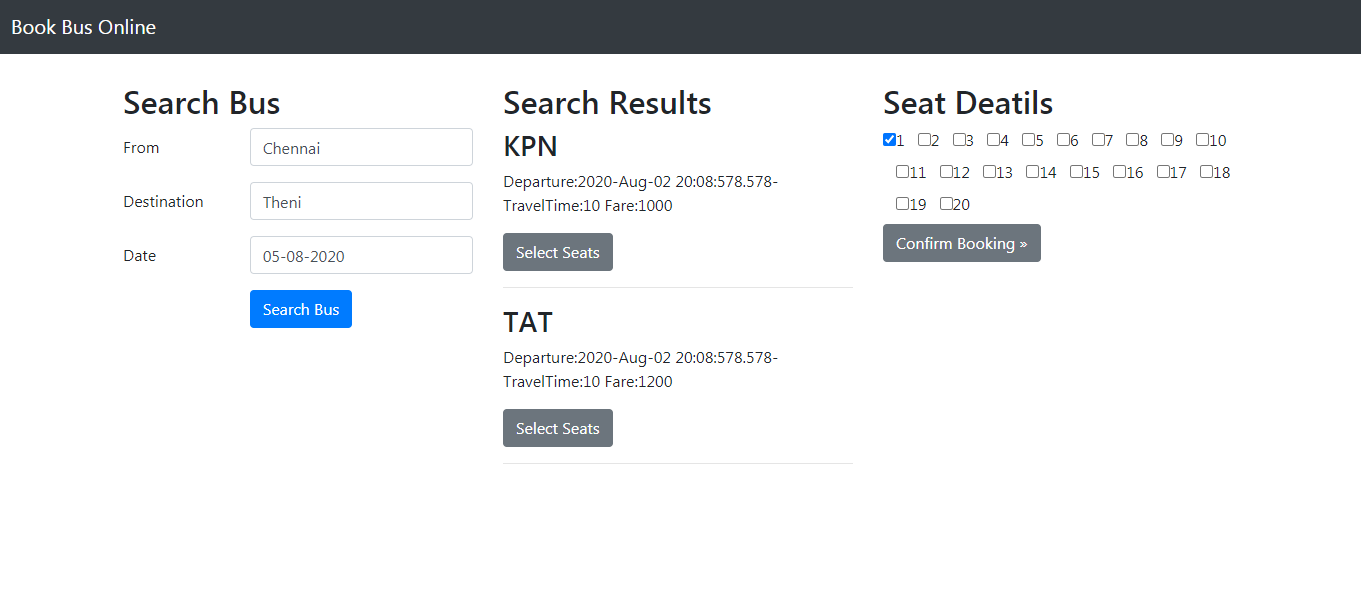 Book Bus Online
Search Bus
From
Chennai
Destination
Theni
Date
05-08-2020
Search Bus
Search Results
KPN
Departure:2020-Aug-02 20:08:578.578-
TravelTime:10 Fare:1000
Select Seats
TAT
Departure:2020-Aug-02 20:08:578.578-
TravelTime:10 Fare:1200
Select Seats
Seat Deatils
1 2 3 4 5 6 7 8 9 10
11 12 13 14 15 16 17 18
19 20
Confirm Booking »